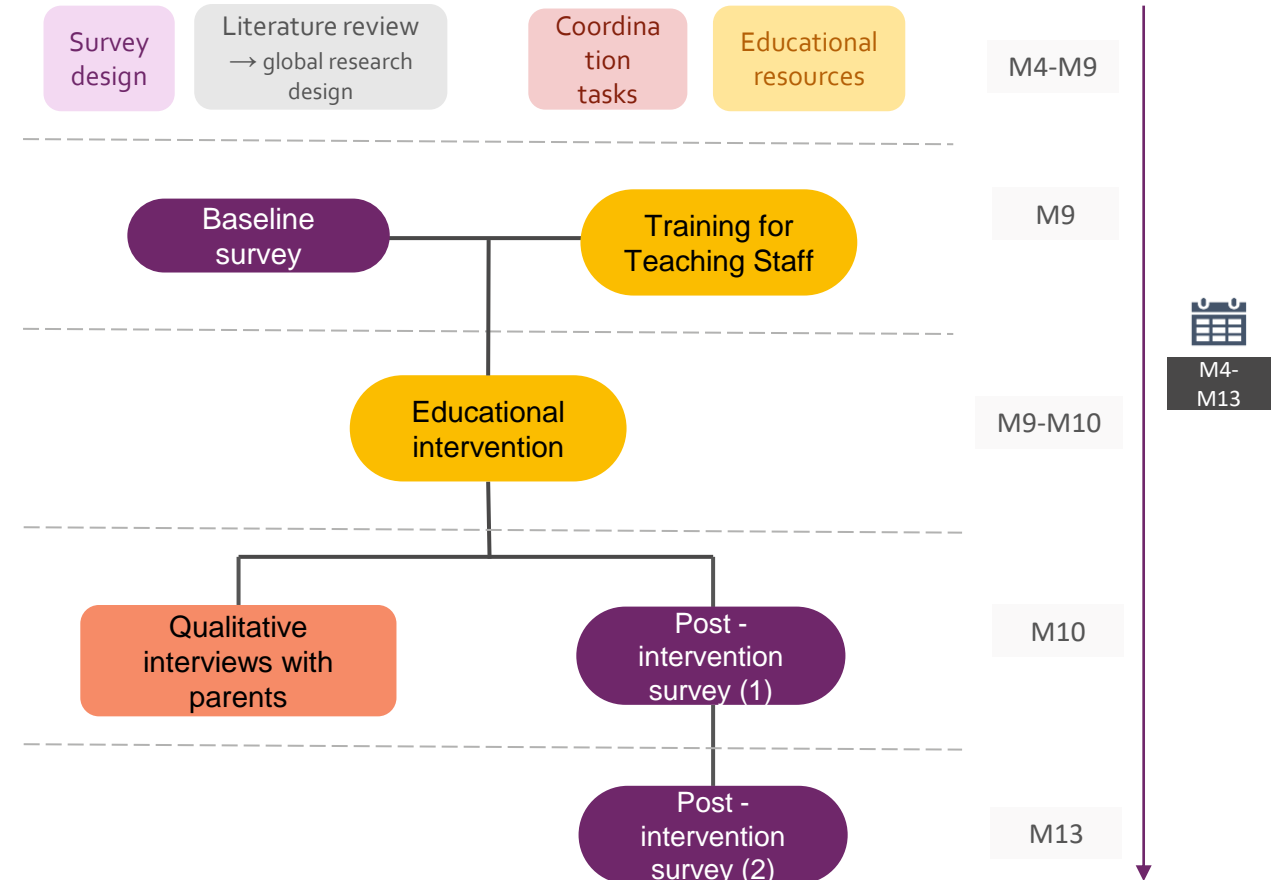 Survey
design
Literature review
→ global research
design
Coordina
tion
tasks
Educational
resources
M4-M9
Baseline
survey
Training for
Teaching Staff
M9
M4-
M13
Educational
intervention
M9-M10
Qualitative
interviews with
parents
Post -
intervention
survey (1)
M10
Post -
intervention
survey (2)
M13